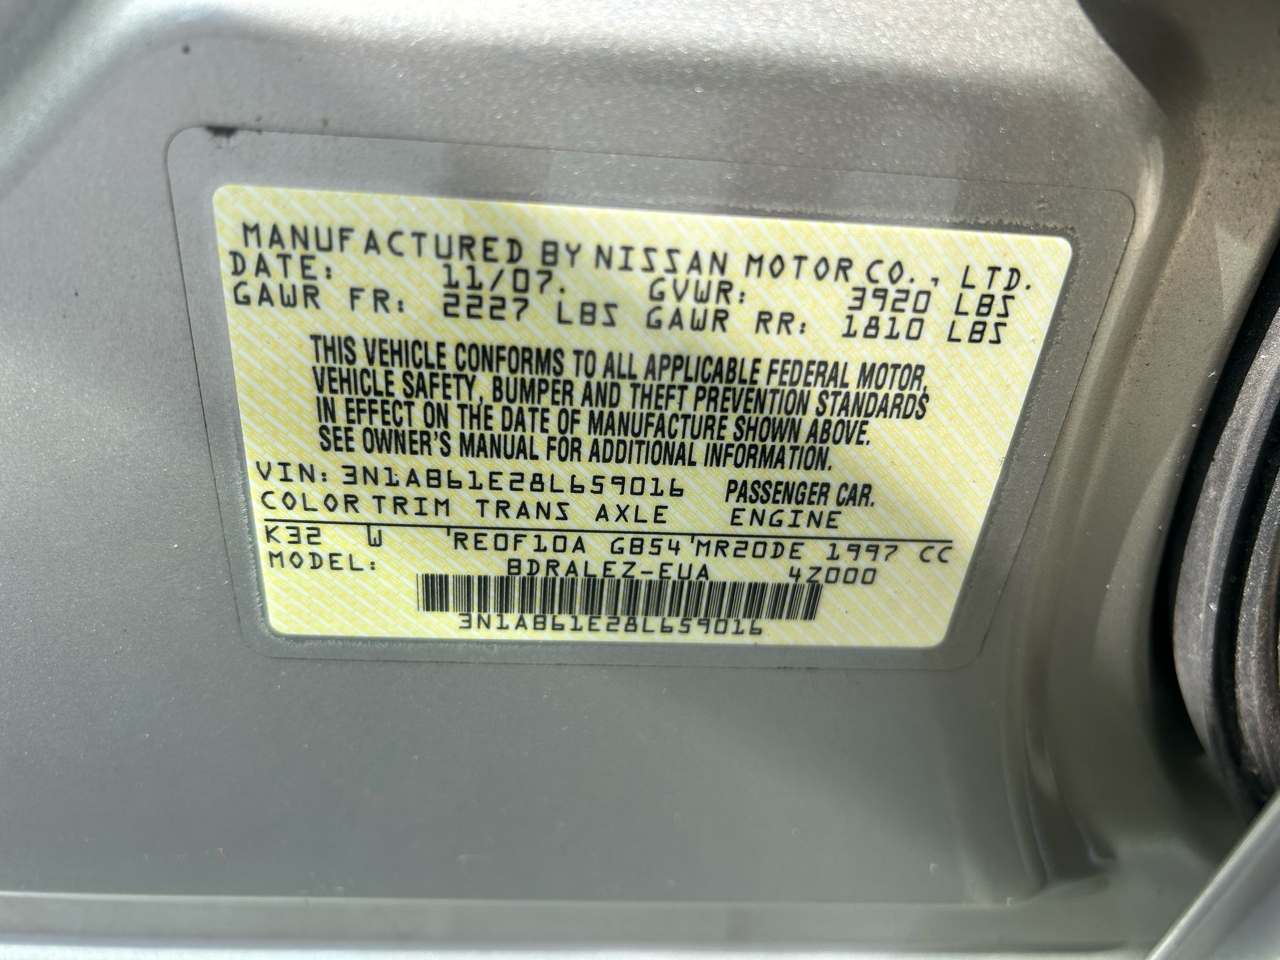 MANUFACTURED BY NISSAN MOTOR CO., LTD.
DATE: 11/07. GVWR: 3920 LBS
GAWR FR: 2227 LBS GAWR RR: 1810 LBS
THIS VEHICLE CONFORMS TO ALL APPLICABLE FEDERAL MOTOR,
VEHICLE SAFETY, BUMPER AND THEFT PREVENTION STANDARDS
IN EFFECT ON THE DATE OF MANUFACTURE SHOWN ABOVE.
SEE OWNER'S MANUAL FOR ADDITIONAL INFORMATION.
VIN: 3N1AB61E28L659016 PASSENGER CAR.
COLOR TRIM TRANS AXLE ENGINE
K32 W 'RE0F10A GB54'MR20DE 1997 CC
MODEL: BDRALEZ-EUA 4Z000
3N1AB61E28L659016